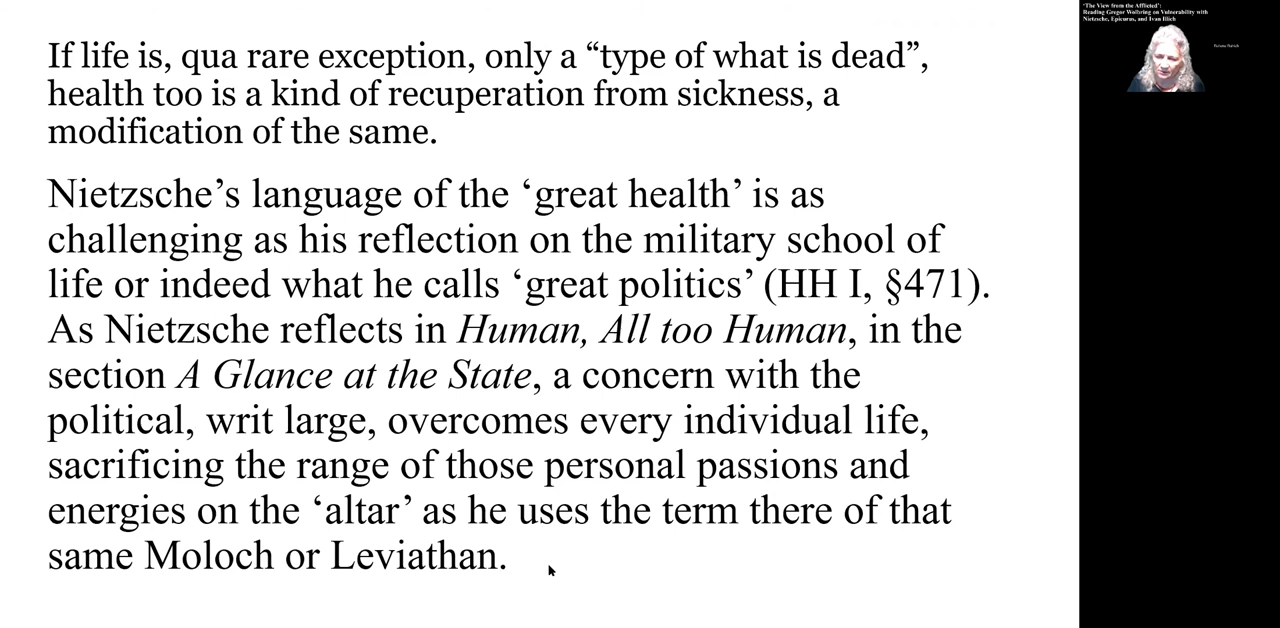 If life is, qua rare exception, only a “type of what is dead”,
health too is a kind of recuperation from sickness, a
modification of the same.
Nietzsche’s language of the ‘great health’ is as
challenging as his reflection on the military school of
life or indeed what he calls ‘great politics’ (HH I, §471).
As Nietzsche reflects in Human, All too Human, in the
section A Glance at the State, a concern with the
political, writ large, overcomes every individual life,
sacrificing the range of those personal passions and
energies on the ‘altar’ as he uses the term there of that
same Moloch or Leviathan.
‘The View from the Afflicted’:
Reading Gregor Wolbring on Vulnerability with
Nietzsche, Epicurus, and Ivan Illich